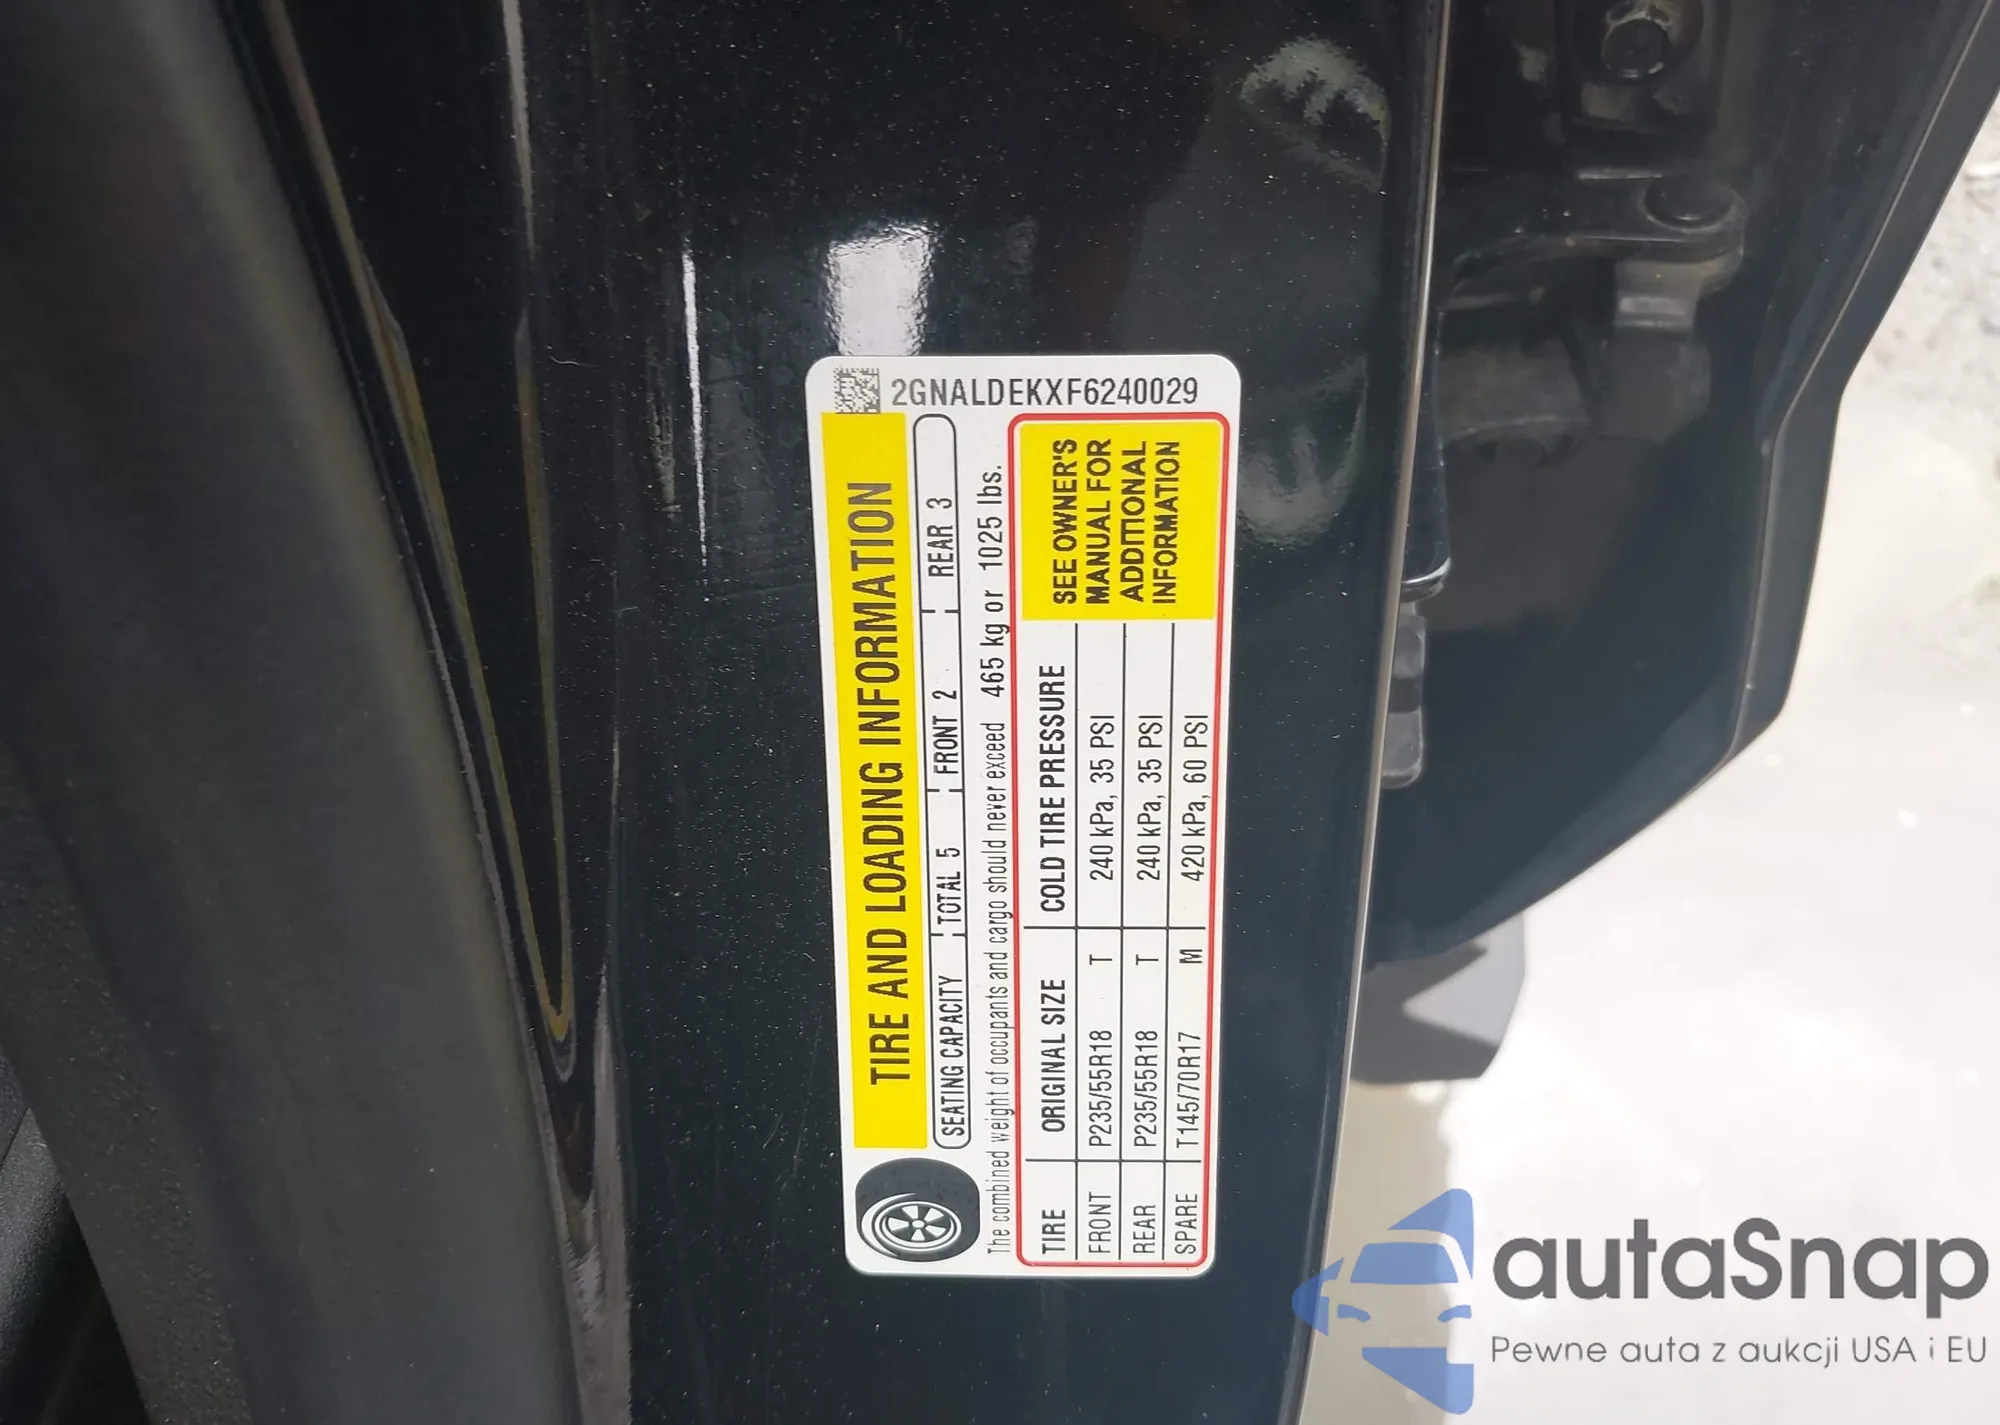 2GNALDEKXF6240029
TIRE AND LOADING INFORMATION
SEATING CAPACITY TOTAL 5 FRONT 2 REAR 3
The combined weight of occupants and cargo should never exceed 465 kg or 1025 lbs.
TIRE ORIGINAL SIZE COLD TIRE PRESSURE
FRONT P235/55R18 T 240 kPa, 35 PSI
REAR P235/55R18 T 240 kPa, 35 PSI
SPARE T145/70R17 M 420 kPa, 60 PSI
SEE OWNER'S
MANUAL FOR
ADDITIONAL
INFORMATION
autaSnap
Pewne auta z aukcji USA i EU